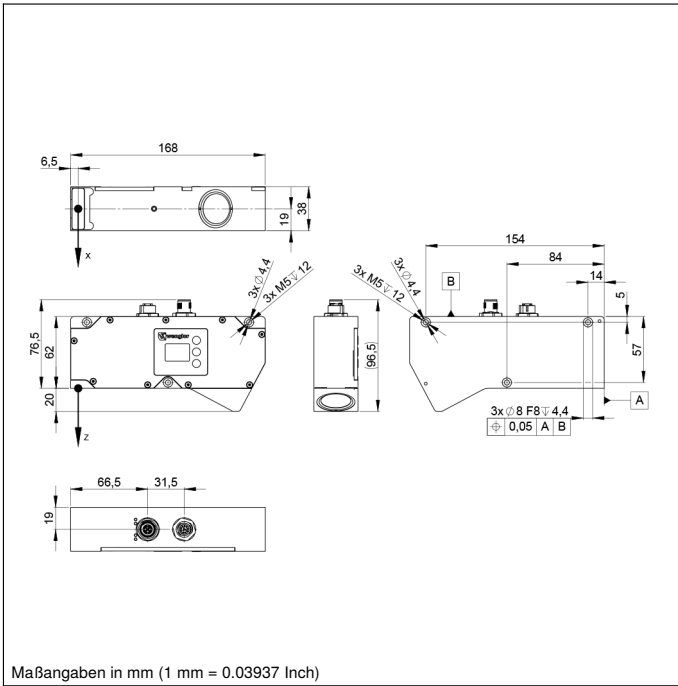 168
6,5
38
19
x
154
84
14
5
3x ∅ 4,4
3x M5 ↧ 12
3x ∅ 4,4
3x M5 ↧ 12
B
76,5
62
20
wenglor
z
(96,5)
57
A
3x ∅ 8 F8 ↧ 4,4
⌖ 0,05 A B
66,5
31,5
19
Maßangaben in mm (1 mm = 0.03937 Inch)